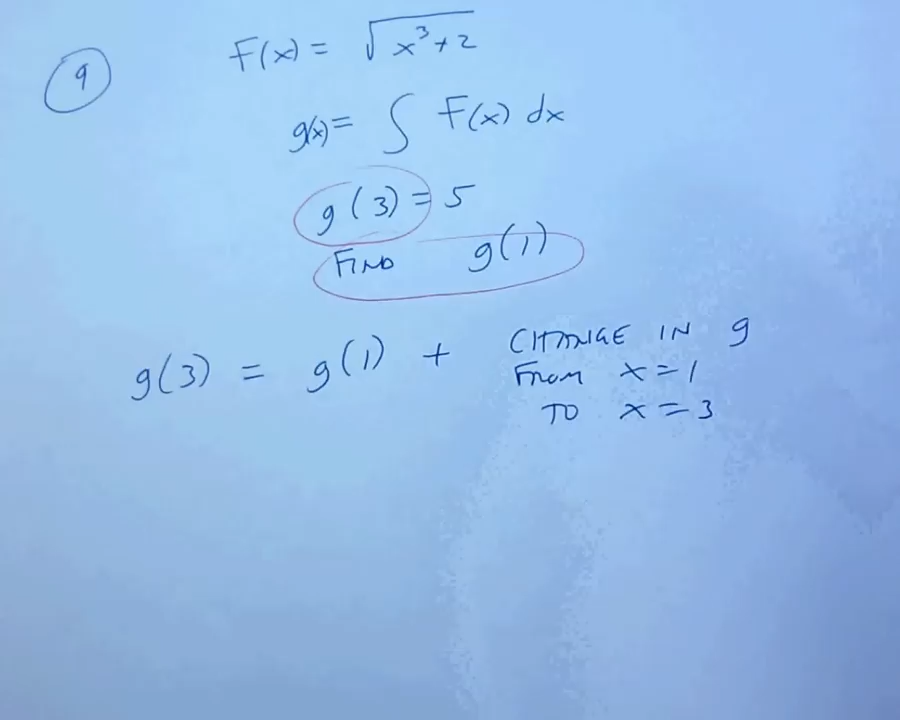 9
F(x) = √(x³+2)
g(x) = ∫ F(x) dx
g(3) = 5
FIND g(1)
g(3) = g(1) + CHANGE IN g
FROM x=1
TO x=3